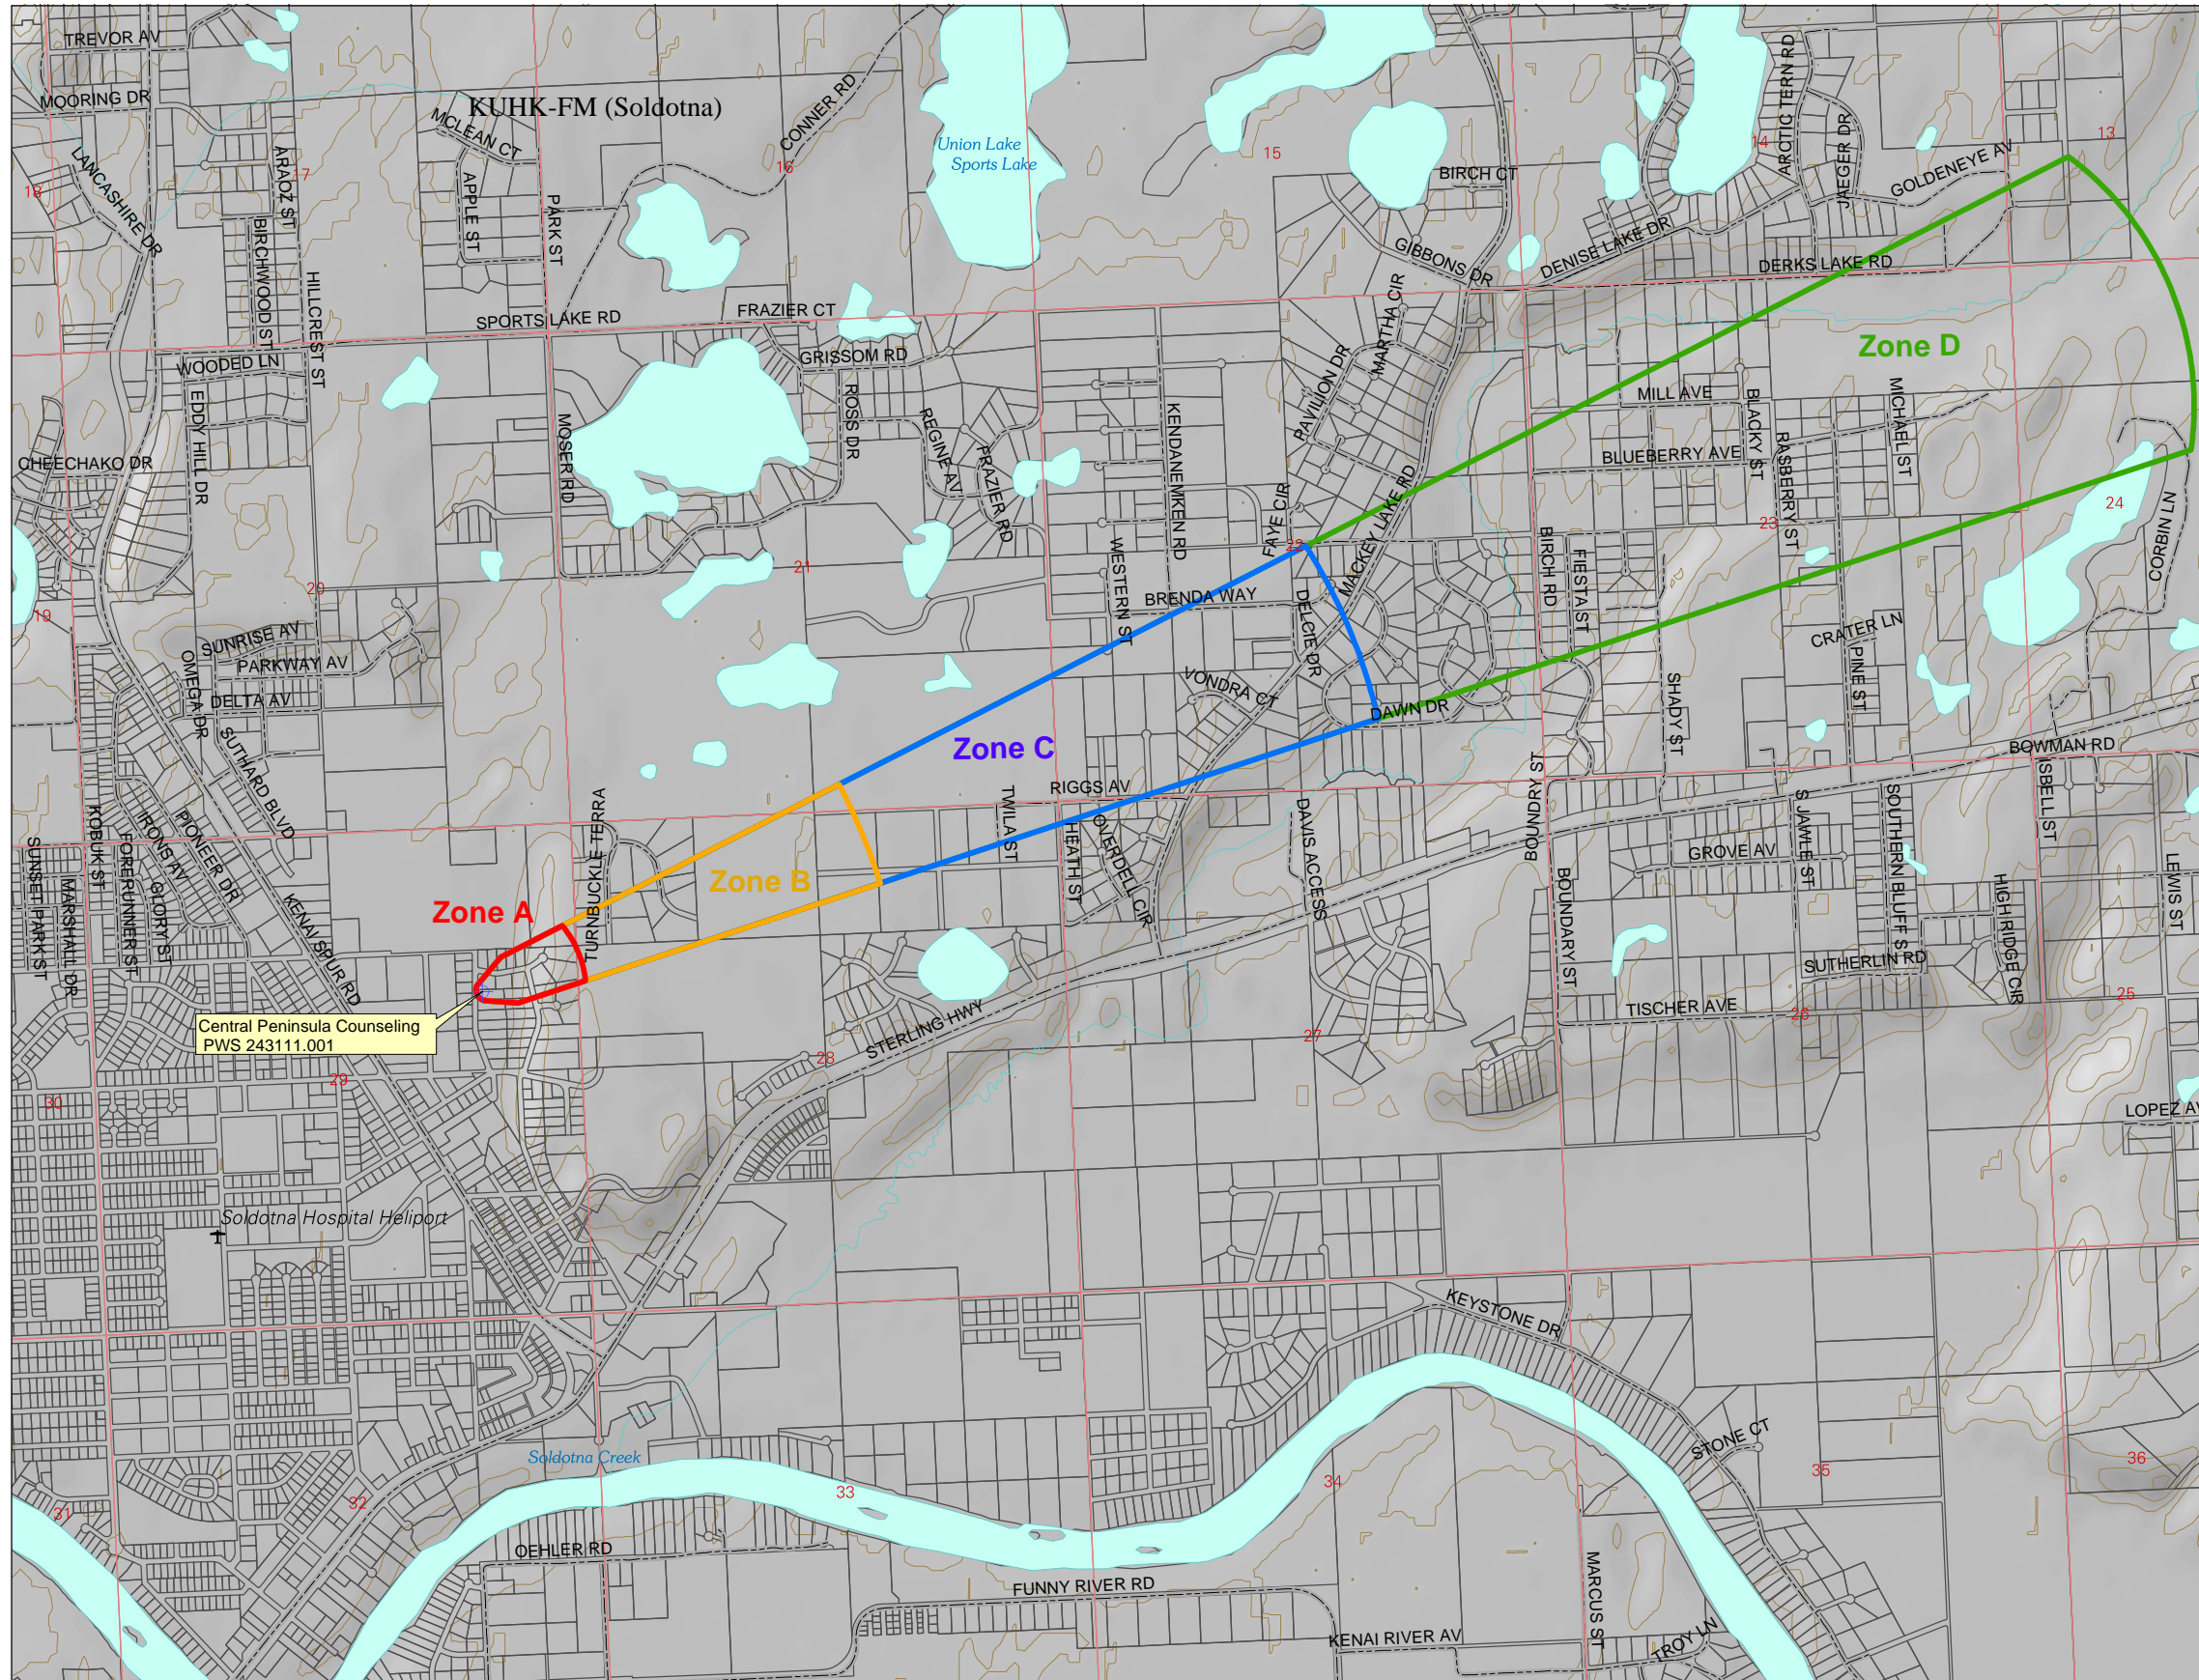 TREVOR AV
MOORING DR
KUHK-FM (Soldotna)
MCLEAN CT
CONNER RD
Union Lake
Sports Lake
15
14
13
ARCTIC TERN RD
JAEGER DR
GOLDENEYE AV
BIRCH CT
16
17
18
LANCASHIRE DR
ARAOZ ST
APPLE ST
PARK ST
BIRCHWOOD ST
HILLCREST ST
GIBBONS DR
DENISE LAKE DR
DERKS LAKE RD
SPORTS LAKE RD
FRAZIER CT
MARTHA CIR
WOODED LN
GRISSOM RD
PAVILION DR
Zone D
EDDY HILL DR
MOSER RD
ROSS DR
REGINE AV
FRAZIER RD
KENDANEMKEN RD
MILL AVE
BLACKY ST
MICHAEL ST
CHEECHAKO DR
BLUEBERRY AVE
RASBERRY ST
MACKEY LAKE RD
FAYE CIR
22
23
24
CORBIN LN
WESTERN ST
BIRCH RD
FIESTA ST
21
20
19
BRENDA WAY
DELCIE DR
CRATER LN
SUNRISE AV
PARKWAY AV
OMEGA DR
DELTA AV
VONDRA CT
DAWN DR
SHADY ST
PINE ST
SUTHARD BLVD
Zone C
BOWMAN RD
BOUNDRY ST
RIGGS AV
TURNBUCKLE TERRA
TWILA ST
HEATH ST
OVERDELL CIR
DAVIS ACCESS
S JAWLE ST
SOUTHERN BLUFF S
ISBELL ST
KOBUK ST
IRONS AV
PIONEER DR
SUNSET PARK ST
MARSHALL DR
FORERUNNER ST
GLORY ST
KENAI SPUR RD
Zone B
GROVE AV
HIGH RIDGE CIR
LEWIS ST
BOUNDARY ST
Zone A
SUTHERLIN RD
Central Peninsula Counseling
PWS 243111.001
STERLING HWY
TISCHER AVE
25
26
27
28
29
30
LOPEZ AV
Soldotna Hospital Heliport
KEYSTONE DR
Soldotna Creek
STONE CT
31
32
33
34
35
36
OEHLER RD
FUNNY RIVER RD
MARCUS ST
KENAI RIVER AV
TROY LN